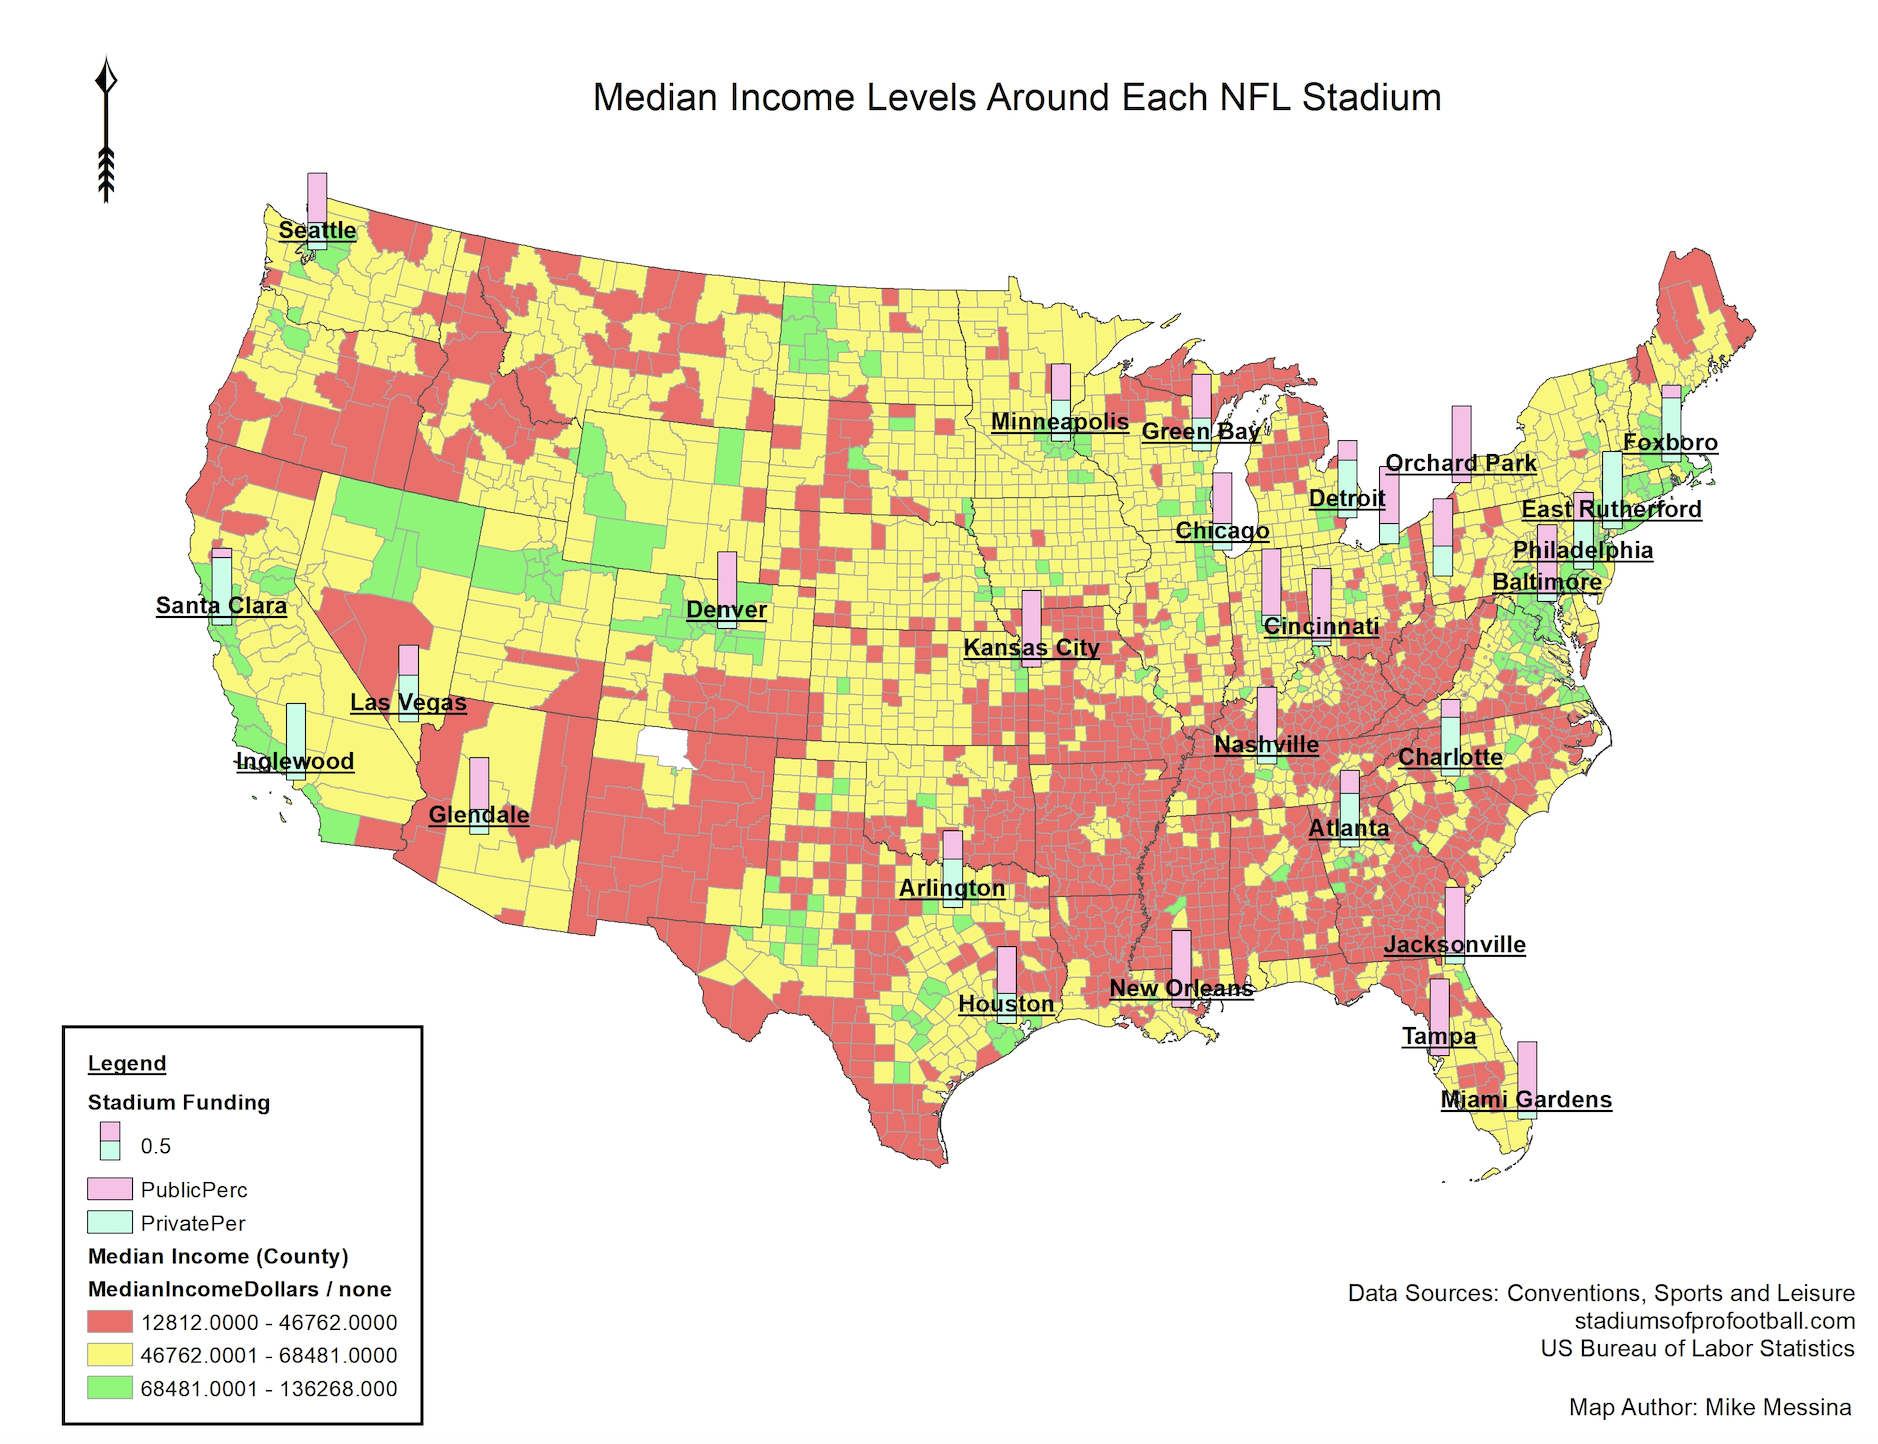 Median Income Levels Around Each NFL Stadium
Seattle
Minneapolis
Green Bay
Foxboro
Orchard Park
Detroit
East Rutherford
Chicago
Philadelphia
Baltimore
Santa Clara
Denver
Cincinnati
Kansas City
Las Vegas
Nashville
Charlotte
Inglewood
Glendale
Atlanta
Arlington
Jacksonville
New Orleans
Houston
Tampa
Miami Gardens
Legend
Stadium Funding
0.5
PublicPerc
PrivatePer
Median Income (County)
MedianIncomeDollars / none
12812.0000 - 46762.0000
46762.0001 - 68481.0000
68481.0001 - 136268.000
Data Sources: Conventions, Sports and Leisure
stadiumsofprofootball.com
US Bureau of Labor Statistics
Map Author: Mike Messina